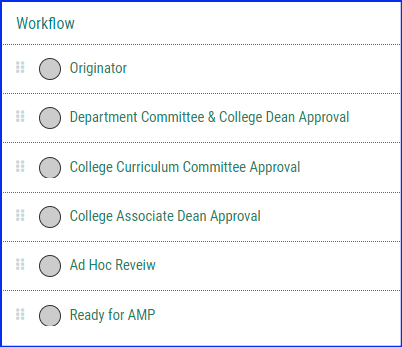 Workflow
Originator
Department Committee & College Dean Approval
College Curriculum Committee Approval
College Associate Dean Approval
Ad Hoc Reveiw
Ready for AMP